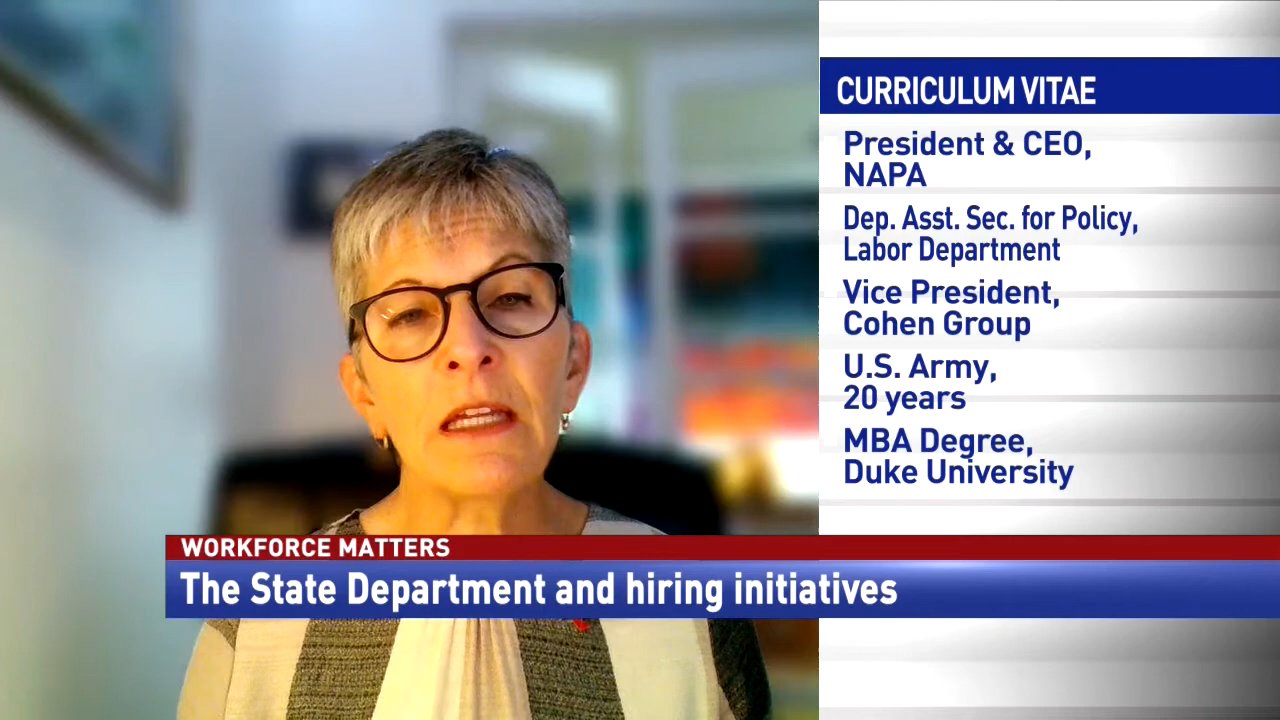 CURRICULUM VITAE
President & CEO,
NAPA
Dep. Asst. Sec. for Policy,
Labor Department
Vice President,
Cohen Group
U.S. Army,
20 years
MBA Degree,
Duke University
WORKFORCE MATTERS
The State Department and hiring initiatives